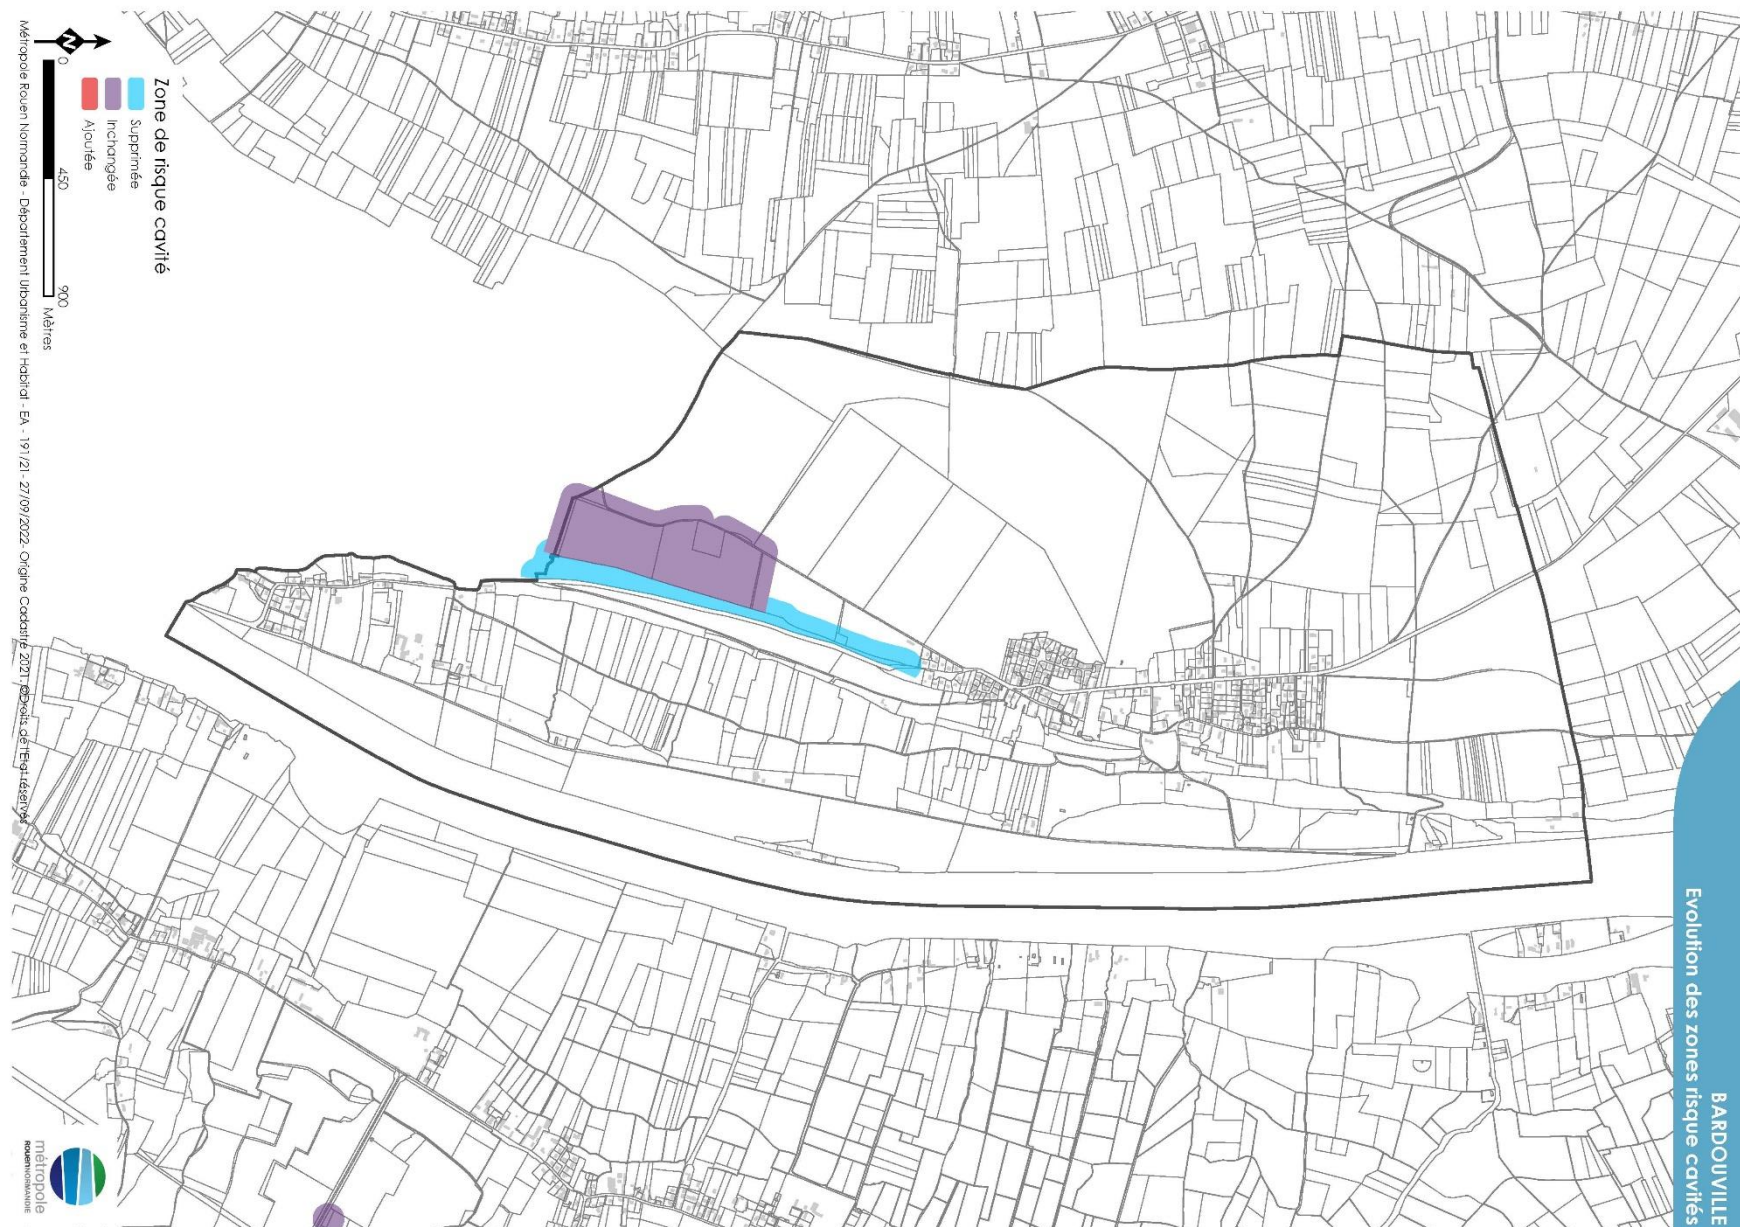 BARDOUVILLE
Evolution des zones risque cavités
Zone de risque cavité
Supprimée
Inchangée
Ajoutée
N
0 450 900
Mètres
Métropole Rouen Normandie - Département Urbanisme et Habitat - EA - 191/21 - 27/09/2022- Origine Cadastre 2021. ©Droits de l'Etat réservés
métropole
ROUENNORMANDIE